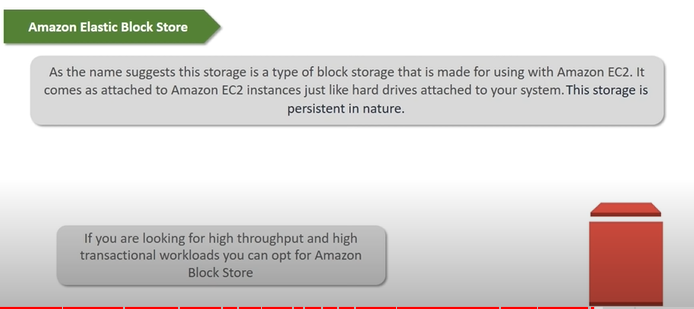 Amazon Elastic Block Store
As the name suggests this storage is a type of block storage that is made for using with Amazon EC2. It
comes as attached to Amazon EC2 instances just like hard drives attached to your system. This storage is
persistent in nature.
If you are looking for high throughput and high
transactional workloads you can opt for Amazon
Block Store